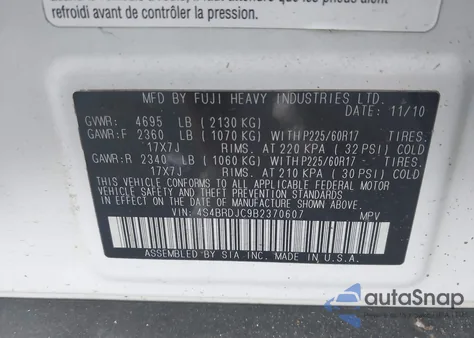 refroidi avant de contrôler la pression.
MFD BY FUJI HEAVY INDUSTRIES LTD.
DATE: 11/10
GVWR: 4695 LB (2130 KG)
GAWR:F 2360 LB (1070 KG) WITH P225/60R17 TIRES.
17X7J RIMS. AT 220 KPA (32 PSI) COLD
GAWR:R 2340 LB (1060 KG) WITH P225/60R17 TIRES.
17X7J RIMS. AT 210 KPA (30 PSI) COLD
THIS VEHICLE CONFORMS TO ALL APPLICABLE FEDERAL MOTOR
VEHICLE SAFETY, BUMPER, AND THEFT PREVENTION STANDARDS
IN EFFECT ON THE DATE OF MANUFACTURE SHOWN ABOVE.
VIN: 4S4BRDJC9B2370607 MPV
ASSEMBLED BY SIA INC. MADE IN U.S.A.
autoSnap